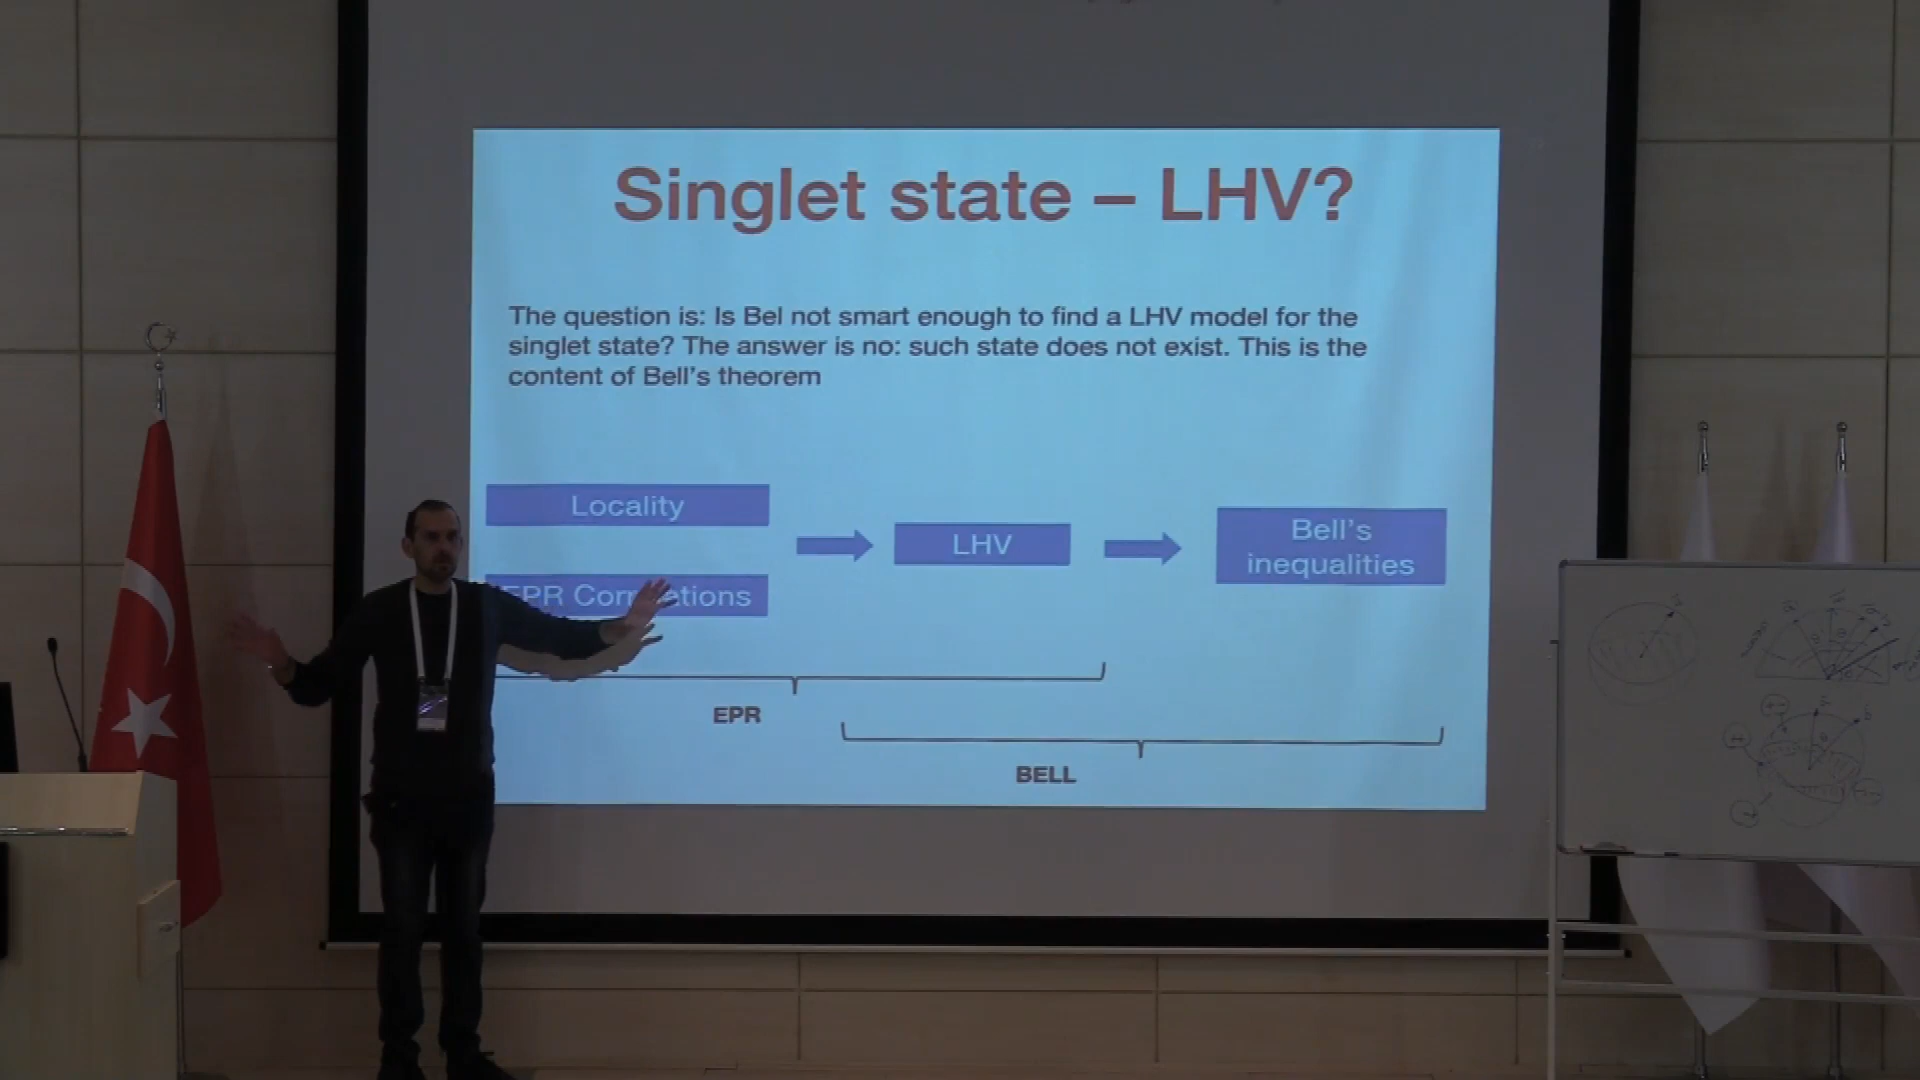 Singlet state – LHV?
The question is: Is Bel not smart enough to find a LHV model for the
singlet state? The answer is no: such state does not exist. This is the
content of Bell's theorem
Locality
EPR
LHV
Bell's
inequalities
EPR
BELL